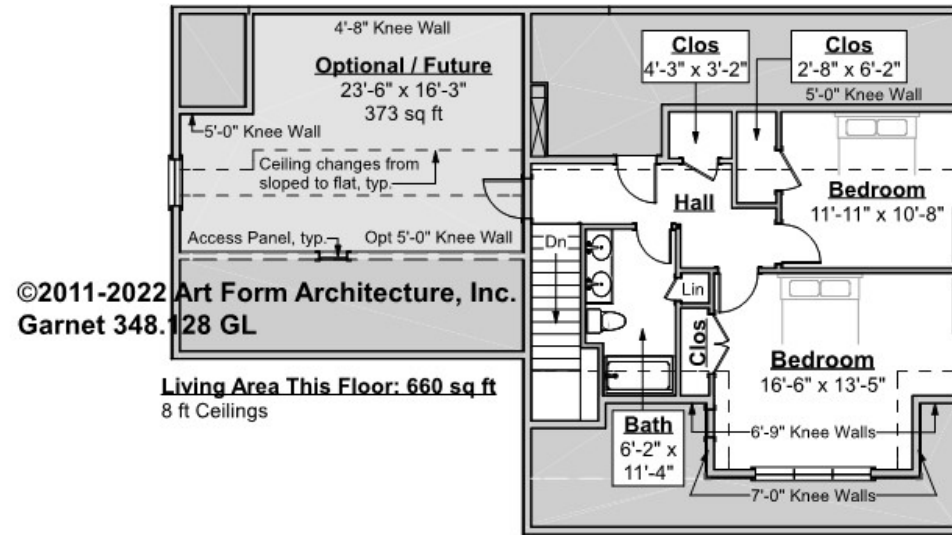 4'-8" Knee Wall
Optional / Future
23'-6" x 16'-3"
373 sq ft
5'-0" Knee Wall
Ceiling changes from
sloped to flat, typ.
Access Panel, typ.
Opt 5'-0" Knee Wall
Clos
4'-3" x 3'-2"
Clos
2'-8" x 6'-2"
5'-0" Knee Wall
Bedroom
11'-11" x 10'-8"
Hall
Dn
Lin
Clos
Bedroom
16'-6" x 13'-5"
6'-9" Knee Walls
7'-0" Knee Walls
Bath
6'-2" x
11'-4"
©2011-2022 Art Form Architecture, Inc.
Garnet 348.128 GL
Living Area This Floor: 660 sq ft
8 ft Ceilings